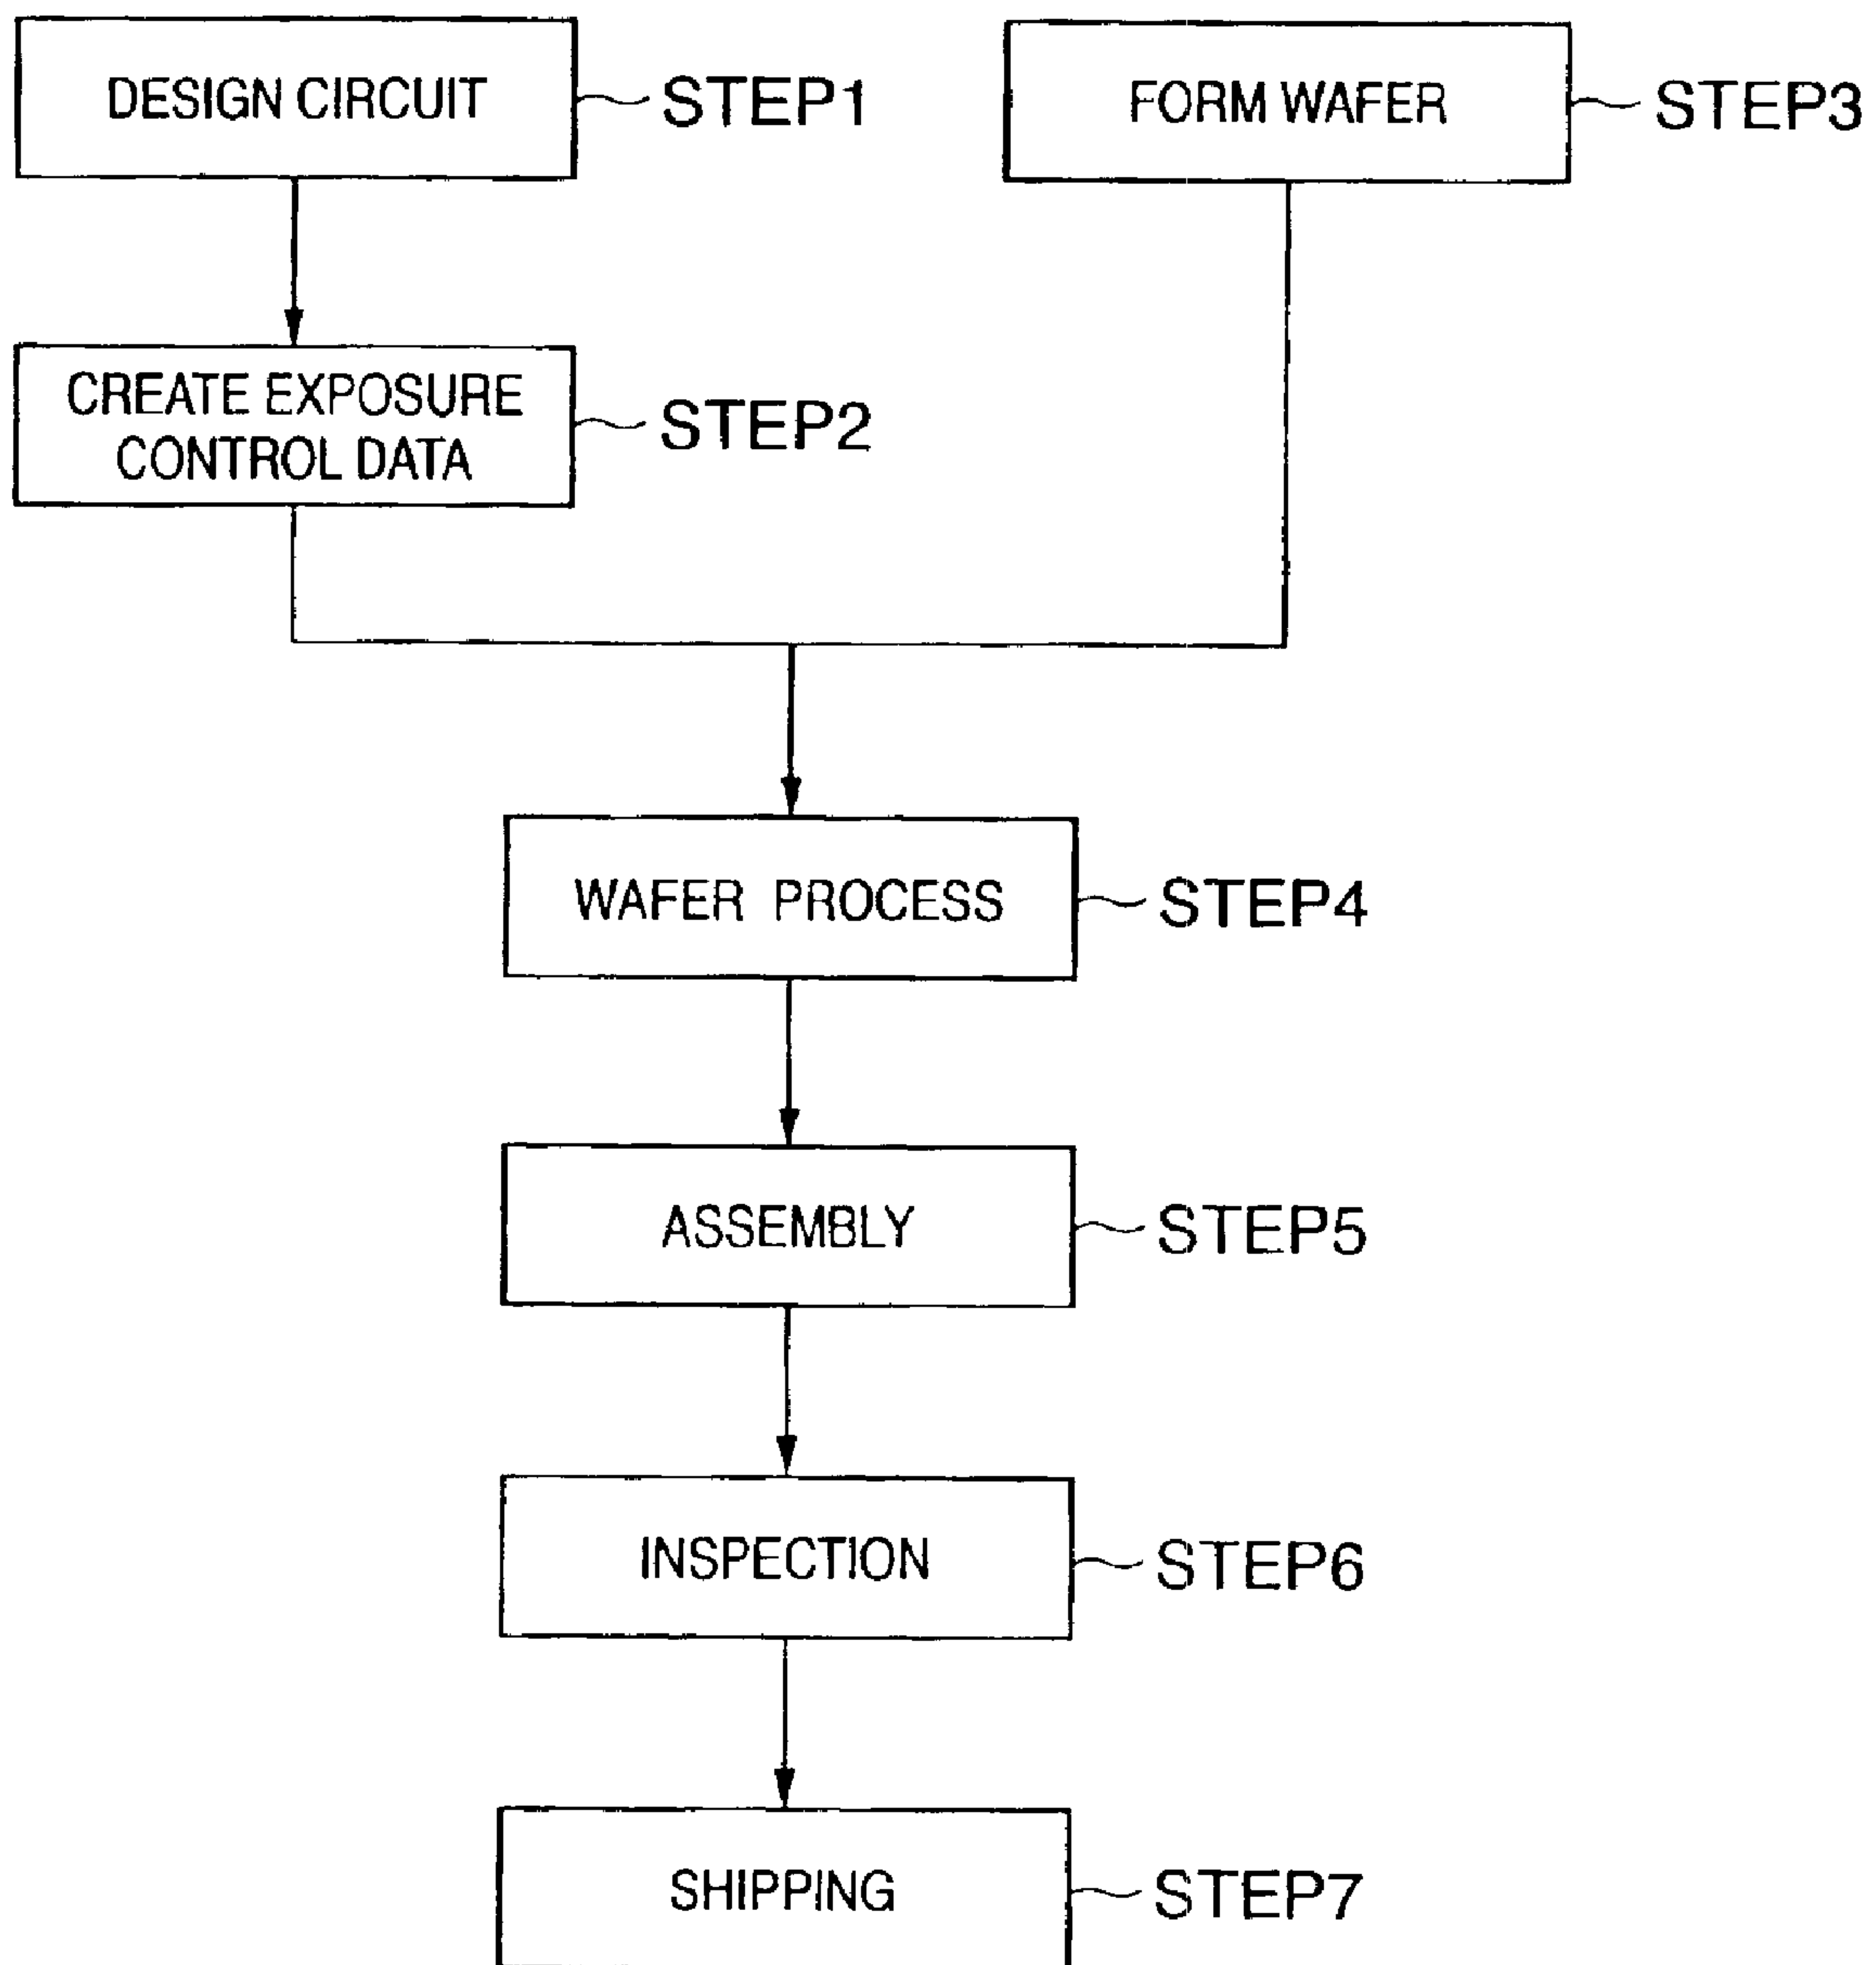 DESIGN CIRCUIT
STEP1
FORM WAFER
STEP3
CREATE EXPOSURE
CONTROL DATA
STEP2
WAFER PROCESS
STEP4
ASSEMBLY
STEP5
INSPECTION
STEP6
SHIPPING
STEP7